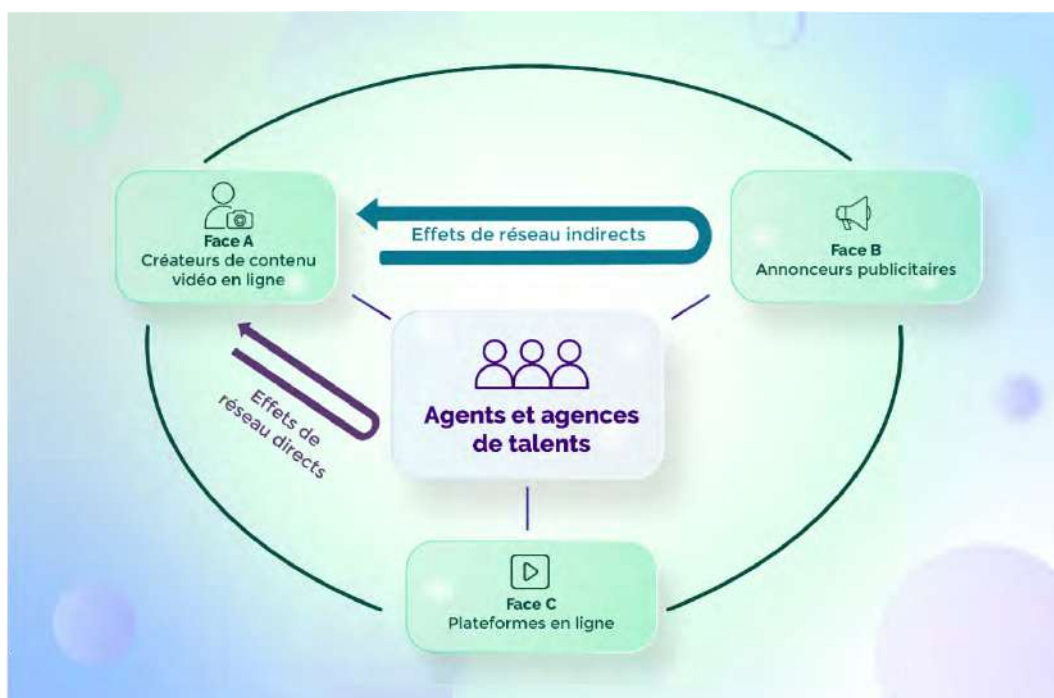 Face A
Créateurs de contenu
vidéo en ligne
Effets de réseau indirects
Face B
Annonceurs publicitaires
Effets de
réseau directs
Agents et agences
de talents
Face C
Plateformes en ligne